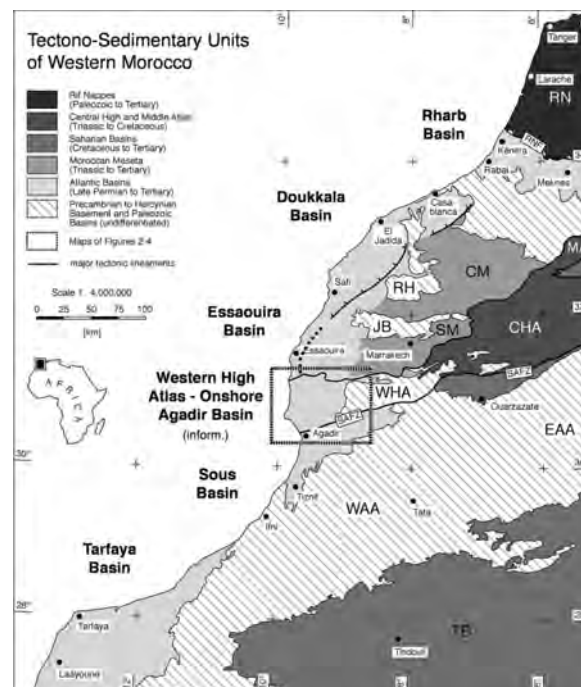 Tectono-Sedimentary Units
of Western Morocco
Rif Nappes
(Paleozoic to Tertiary)
Central High and Middle Atlas
(Triassic to Cretaceous)
Saharian Basins
(Cretaceous to Tertiary)
Moroccan Meseta
(Triassic to Tertiary)
Atlantic Basins
(Late Permian to Tertiary)
Precambrian to Hercynian
Basement and Paleozoic
Basins (undifferentiated)
Maps of Figures 2-4
major tectonic lineaments
Scale 1 : 4,000,000
0 25 50 75 100
[km]
AFRICA
10°
8°
6°
Tanger
Larache
RN
Rharb
Basin
RNF
Kénitra
Rabat
Meknes
Doukkala
Basin
Casa
blanca
El
Jadida
Safi
RH
CM
Essaouira
Basin
JB
SM
CHA
Essaouira
Marrakech
Western High
Atlas - Onshore
Agadir Basin
(inform.)
WHA
SAFZ
SAFZ
Ouarzazate
Agadir
EAA
30°
Sous
Basin
Tiznit
WAA
Tata
Ifni
Tarfaya
Basin
28°
Tarfaya
TB
Tindouf
Laâyoune